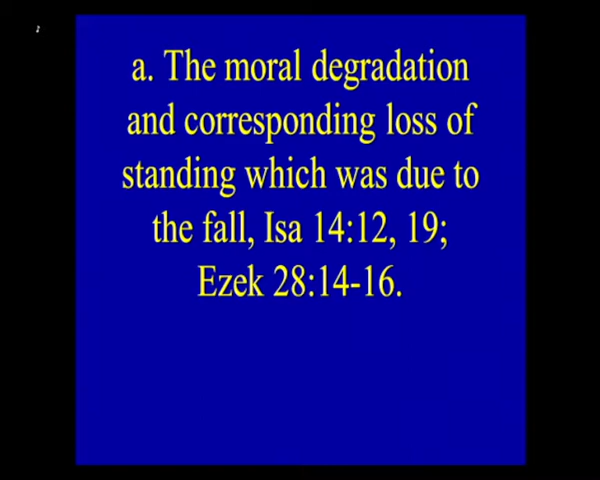 a. The moral degradation
and corresponding loss of
standing which was due to
the fall, Isa 14:12, 19;
Ezek 28:14-16.